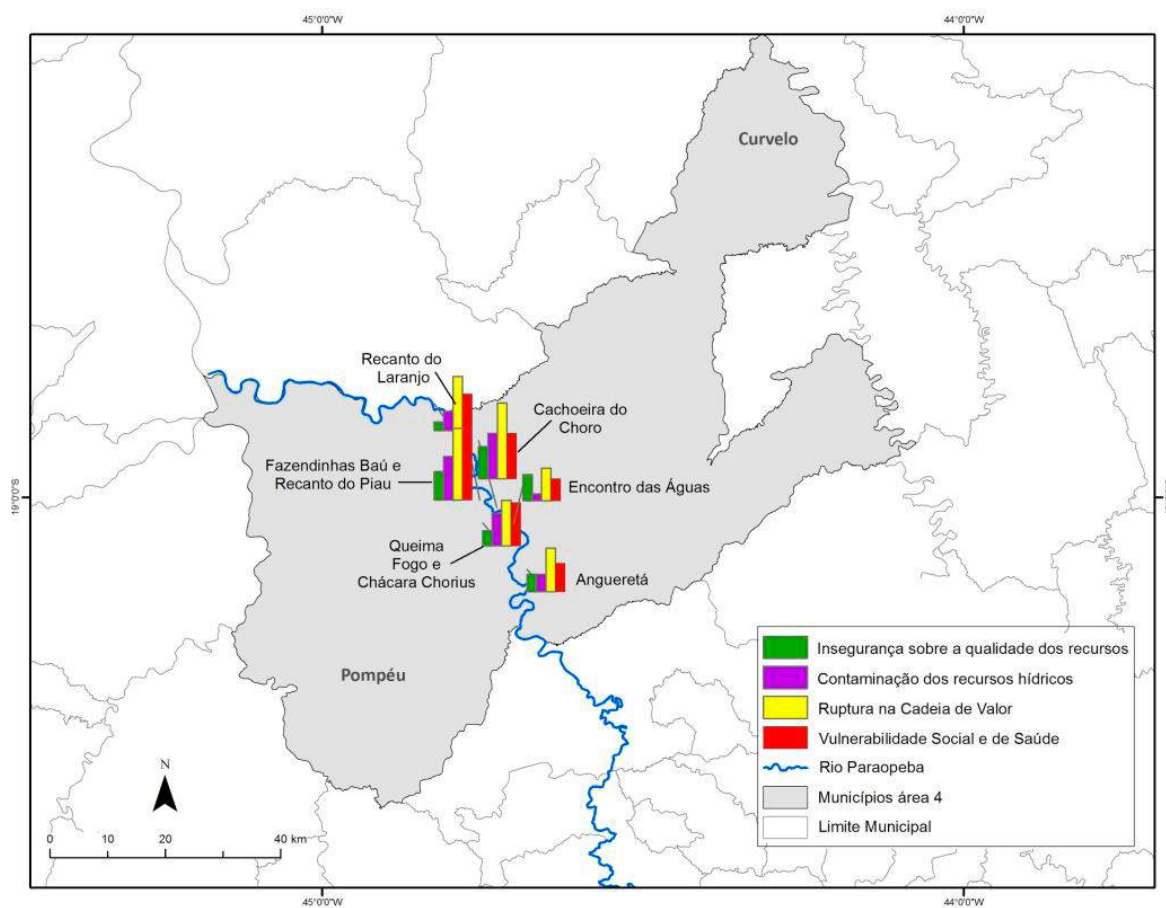 45°0'0"W
44°0'0"W
Curvelo
Recanto do
Laranjo
Cachoeira do
Choro
Fazendinhas Baú e
Recanto do Piau
Encontro das Águas
19°0'0"S
Queima
Fogo e
Chácara Chorius
Angueretá
Pompéu
Insegurança sobre a qualidade dos recursos
Contaminação dos recursos hídricos
Ruptura na Cadeia de Valor
Vulnerabilidade Social e de Saúde
Rio Paraopeba
Municípios área 4
Limite Municipal
N
0 10 20 40 km
45°0'0"W
44°0'0"W